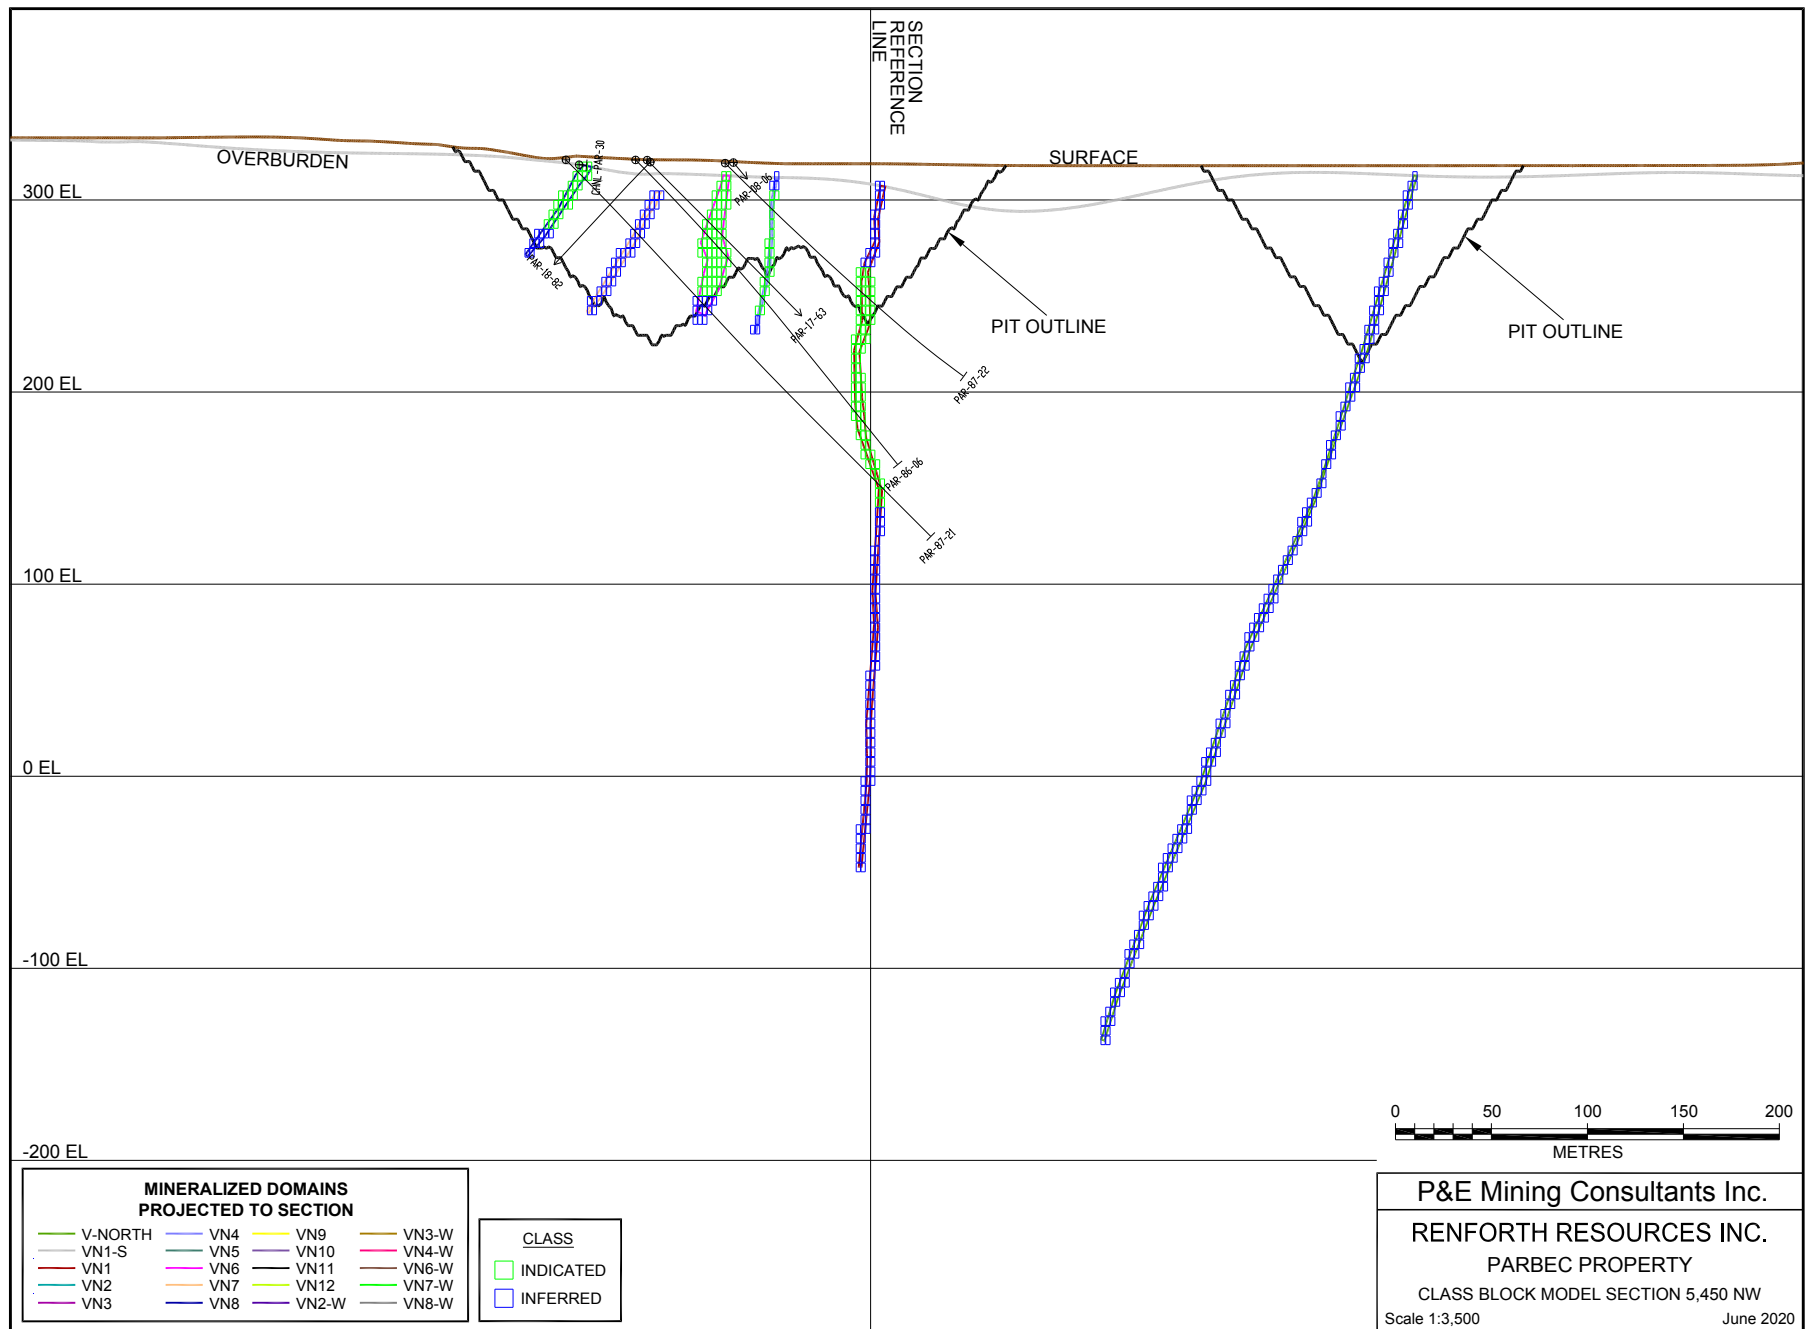 SECTION
REFERENCE
LINE
CHNL-PAR-30
OVERBURDEN
SURFACE
PAR-08-06
300 EL
PAR-18-82
PIT OUTLINE
PIT OUTLINE
PAR-17-63
200 EL
PAR-87-22
PAR-86-06
PAR-87-21
100 EL
0 EL
-100 EL
-200 EL
0 50 100 150 200
METRES
MINERALIZED DOMAINS
PROJECTED TO SECTION
V-NORTH VN4 VN9 VN3-W
VN1-S VN5 VN10 VN4-W
VN1 VN6 VN11 VN6-W
VN2 VN7 VN12 VN7-W
VN3 VN8 VN2-W VN8-W
CLASS
INDICATED
INFERRED
P&E Mining Consultants Inc.
RENFORTH RESOURCES INC.
PARBEC PROPERTY
CLASS BLOCK MODEL SECTION 5,450 NW
Scale 1:3,500 June 2020